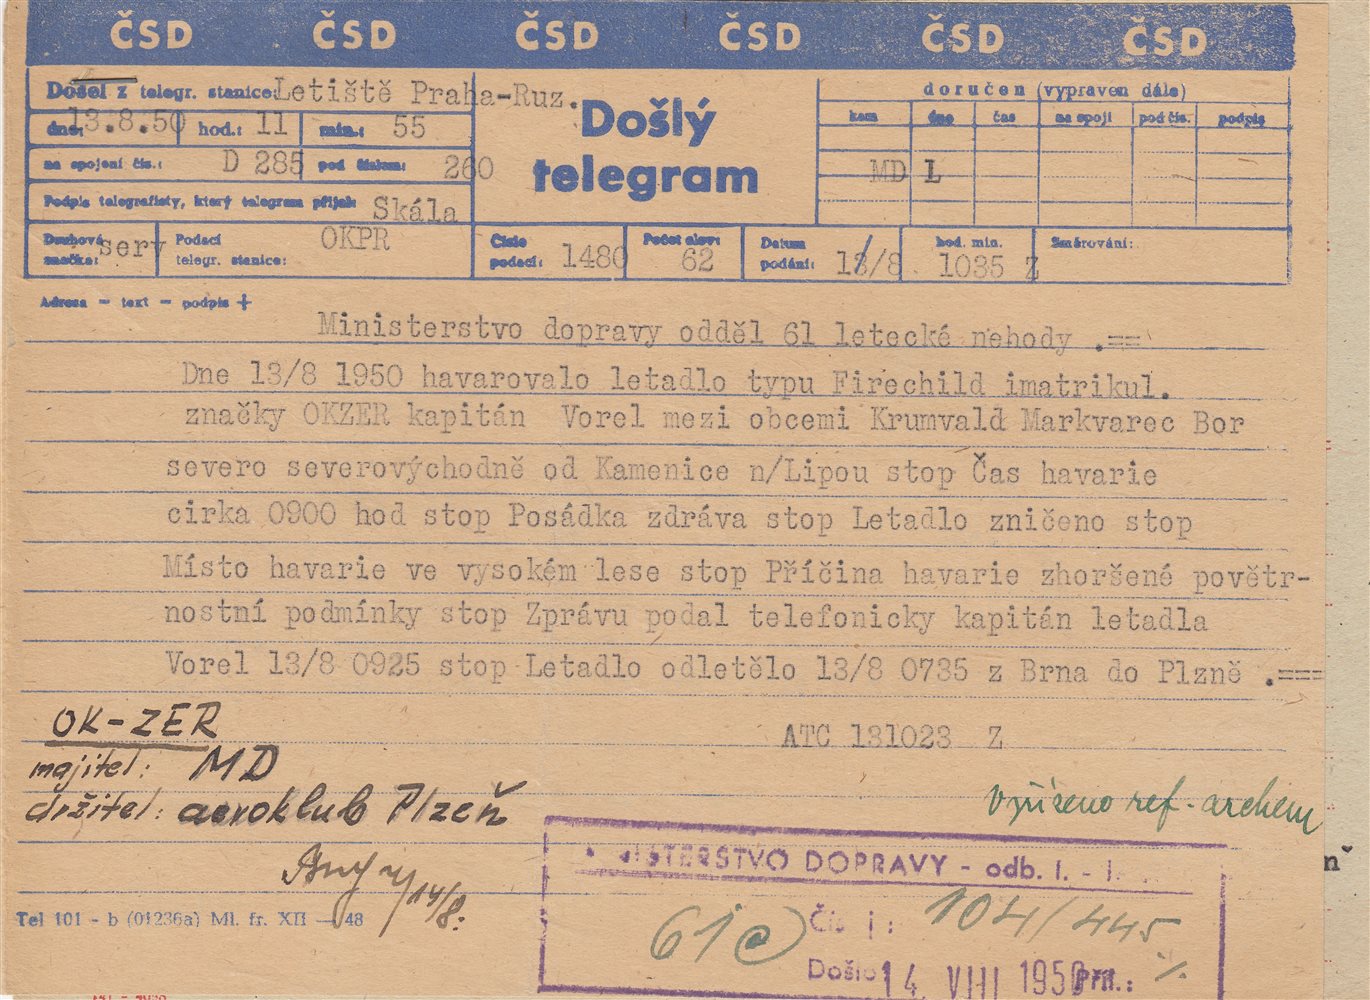 ČSD ČSD ČSD ČSD ČSD ČSD
Došel z telegr. stanice: Letiště Praha-Ruz.
dne: 13.8.50 hod.: 11 min.: 55
na spojení čís.: D 285 pod číslem: 260
Podpis telegrafisty, který telegram přijal: Skála
Došlý
telegram
doručen (vypraven dále)
kam dne čas na spoji pod čís. podpis
MD L
Druhová značka: serv
Podací telegr. stanice: OKPR
Číslo podací: 1480
Počet slov: 62
Datum podání: 13/8
hod. min. 1035 Z
Směrování:
Adresa - text - podpis +
Ministerstvo dopravy odděl 61 letecké nehody .==
Dne 13/8 1950 havarovalo letadlo typu Firechild imatrikul.
značky OKZER kapitán Vorel mezi obcemi Krumvald Markvarec Bor
severo severovýchodně od Kamenice n/Lipou stop Čas havarie
cirka 0900 hod stop Posádka zdráva stop Letadlo zničeno stop
Místo havarie ve vysokém lese stop Příčina havarie zhoršené povětr-
nostní podmínky stop Zprávu podal telefonicky kapitán letadla
Vorel 13/8 0925 stop Letadlo odletělo 13/8 0735 z Brna do Plzně .===
ATC 131023 Z
OK-ZER
majitel: MD
držitel: aeroklub Plzeň
14/8.
vyřízeno ref.
MINISTERSTVO DOPRAVY - odb. I.
61 Čís. j.: 104/445
Došlo: 14. VIII 1950 Příl.: %
Tel 101 - b (01236a) Ml. fr. XII - 48